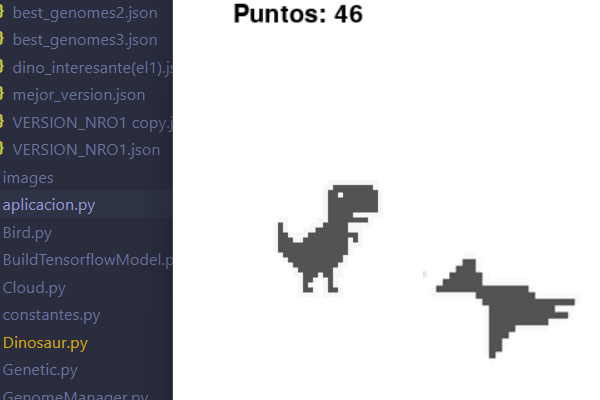 best_genomes2.json
Puntos: 46
best_genomes3.json
dino_interesante(el1).js
mejor_version.json
VERSION_NRO1 copy.j
VERSION_NRO1.json
images
aplicacion.py
Bird.py
BuildTensorflowModel.p
Cloud.py
constantes.py
Dinosaur.py
Genetic.py
GenomeManager.py